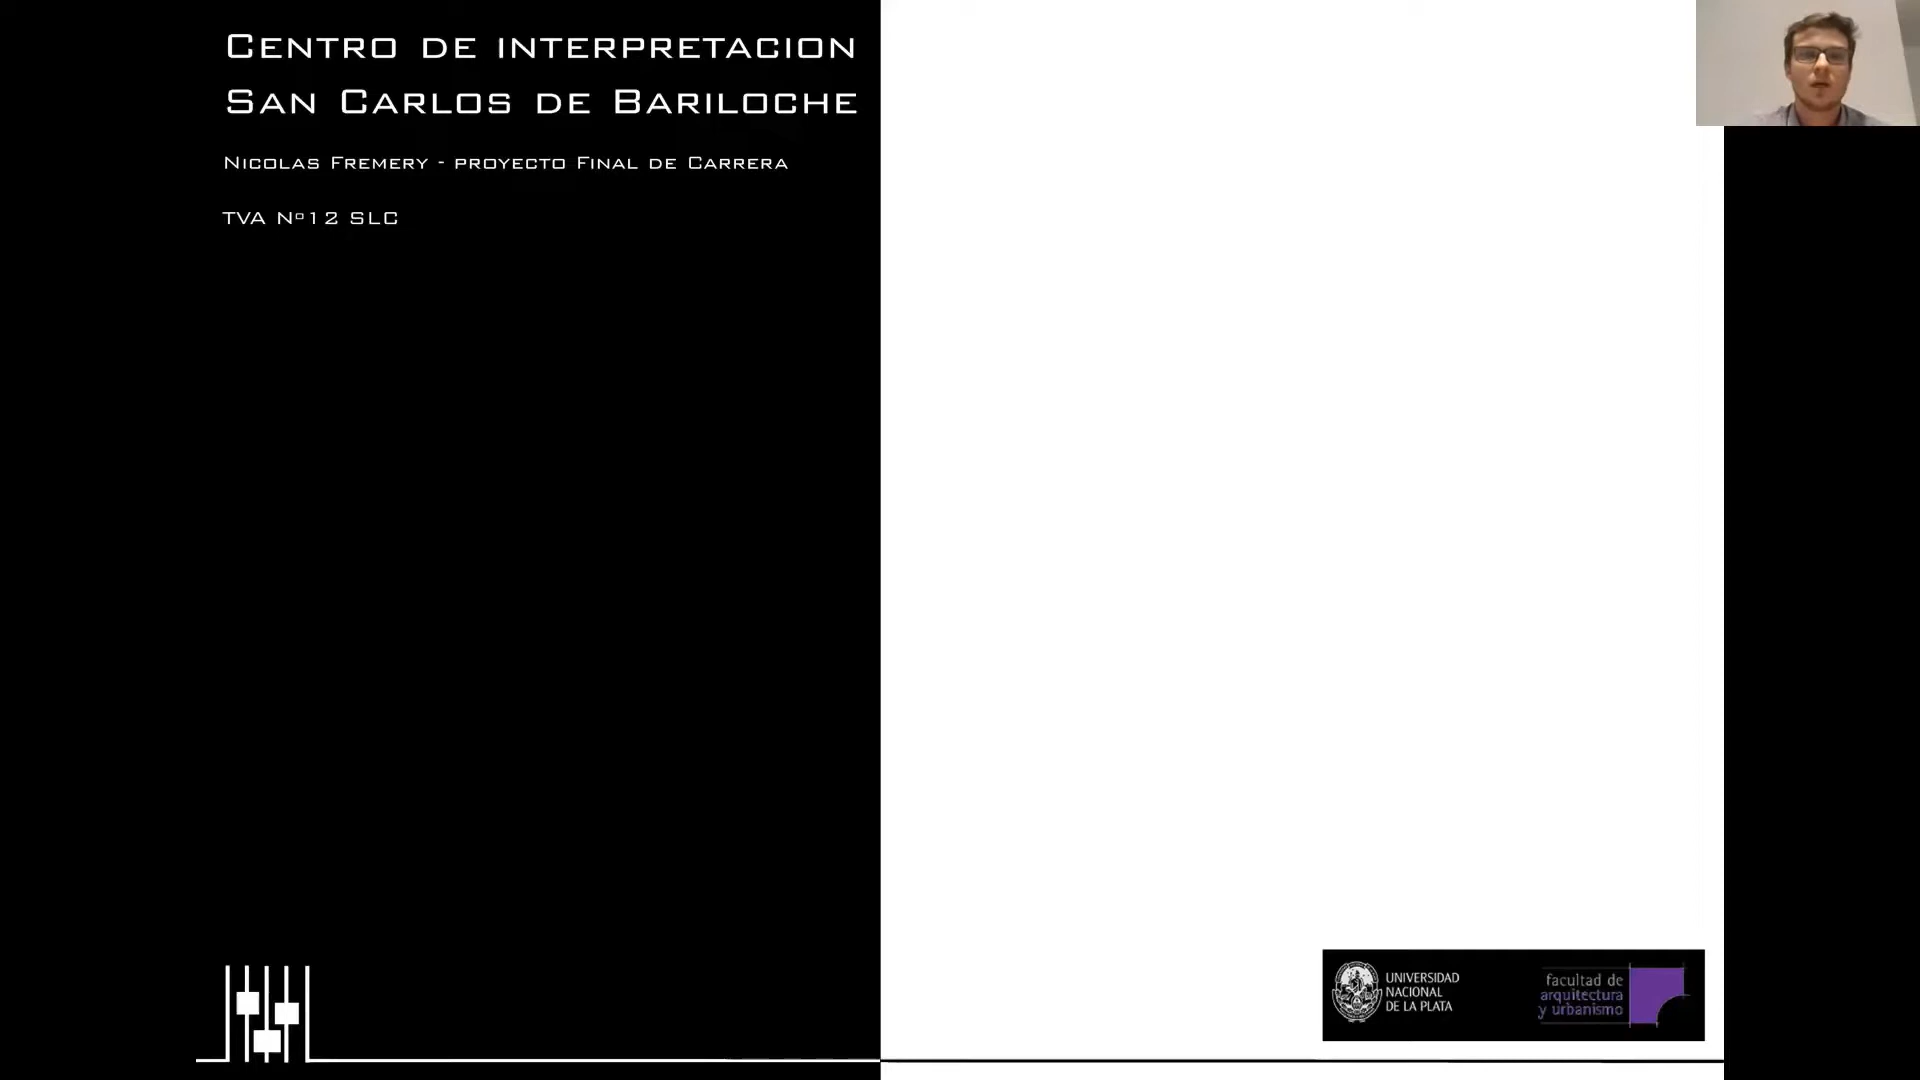 CENTRO DE INTERPRETACION
SAN CARLOS DE BARILOCHE
NICOLAS FREMERY - PROYECTO FINAL DE CARRERA
TVA Nº12 SLC
UNIVERSIDAD
NACIONAL
DE LA PLATA
facultad de
arquitectura
y urbanismo